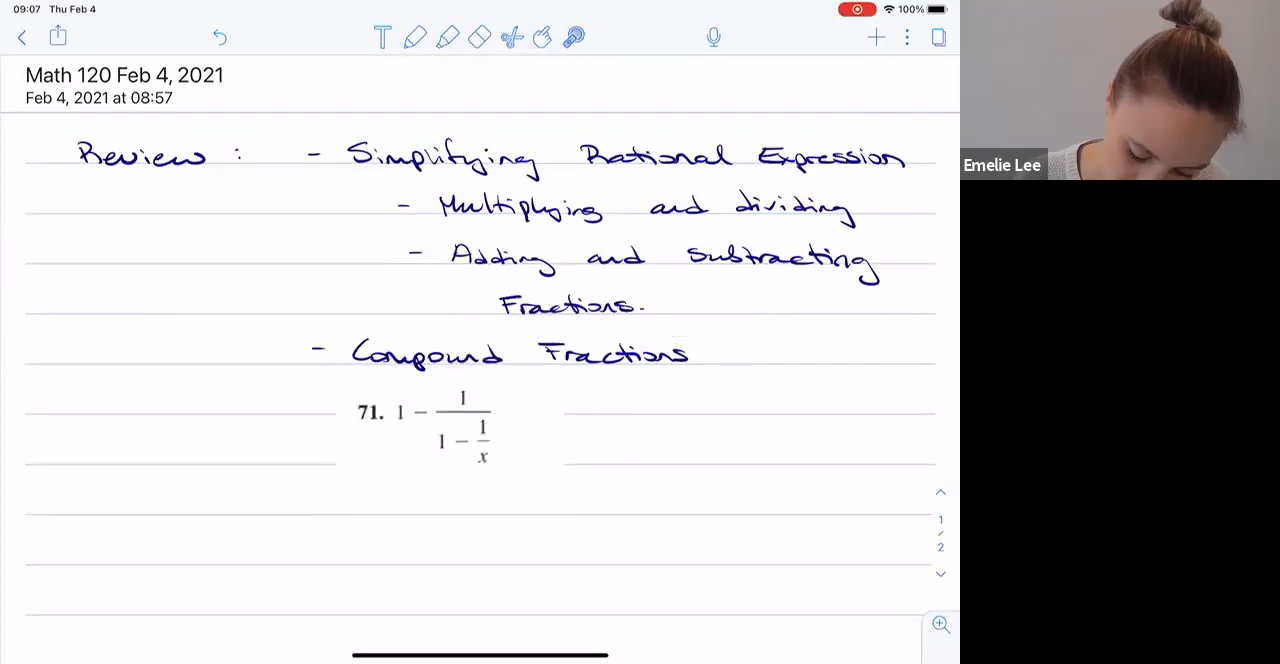 09:07 Thu Feb 4
100%
Math 120 Feb 4, 2021
Feb 4, 2021 at 08:57
Review : - Simplifying Rational Expression
- Multiplying and dividing
- Adding and Subtracting
Fractions.
- Compound Fractions
71. 1 - 1 / (1 - 1/x)
Emelie Lee
1
/
2